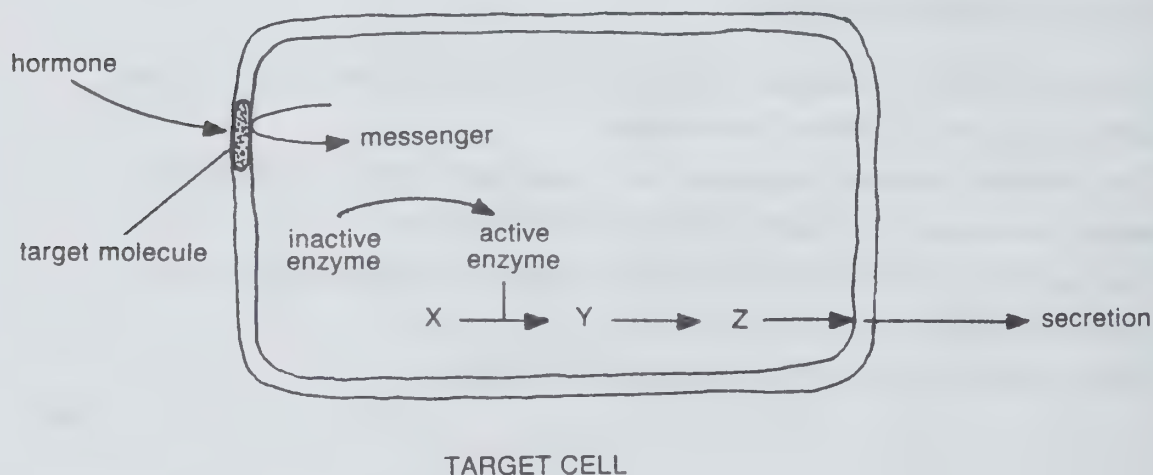 hormone
messenger
target molecule
inactive
enzyme
active
enzyme
X
Y
Z
secretion
TARGET CELL